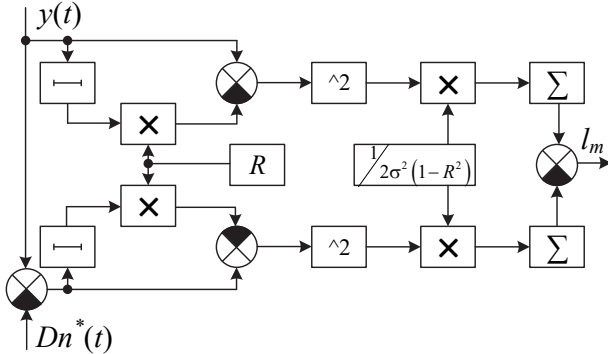 y(t)
^2
×
Σ
×
R
1/2σ²(1−R²)
l_m
×
^2
×
Σ
Dn*(t)